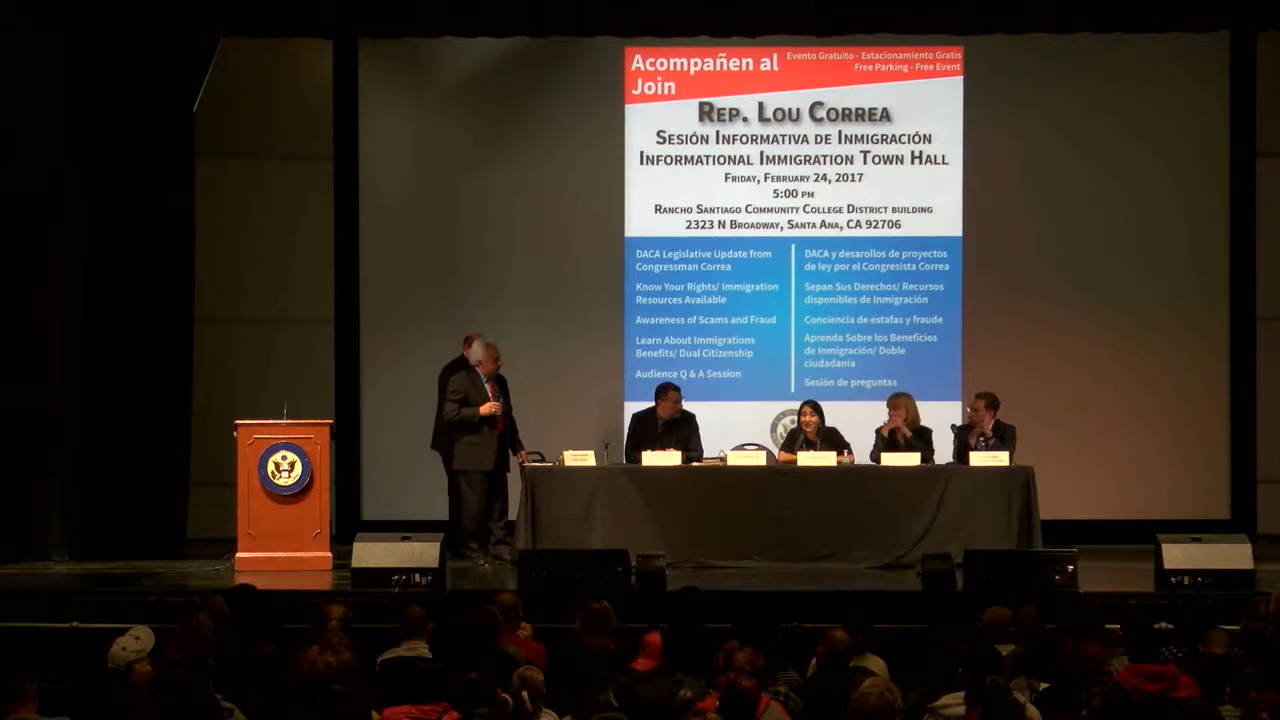 Acompañen al
Join
Evento Gratuito - Estacionamiento Gratis
Free Parking - Free Event
Rep. Lou Correa
Sesión Informativa de Inmigración
Informational Immigration Town Hall
Friday, February 24, 2017
5:00 pm
Rancho Santiago Community College District building
2323 N Broadway, Santa Ana, CA 92706
DACA Legislative Update from
Congressman Correa
Know Your Rights/ Immigration
Resources Available
Awareness of Scams and Fraud
Learn About Immigrations
Benefits/ Dual Citizenship
Audience Q & A Session
DACA y desarollos de proyectos
de ley por el Congresista Correa
Sepan Sus Derechos/ Recursos
disponibles de Inmigración
Conciencia de estafas y fraude
Aprenda Sobre los Beneficios
de Inmigración/ Doble
ciudadanía
Sesión de preguntas